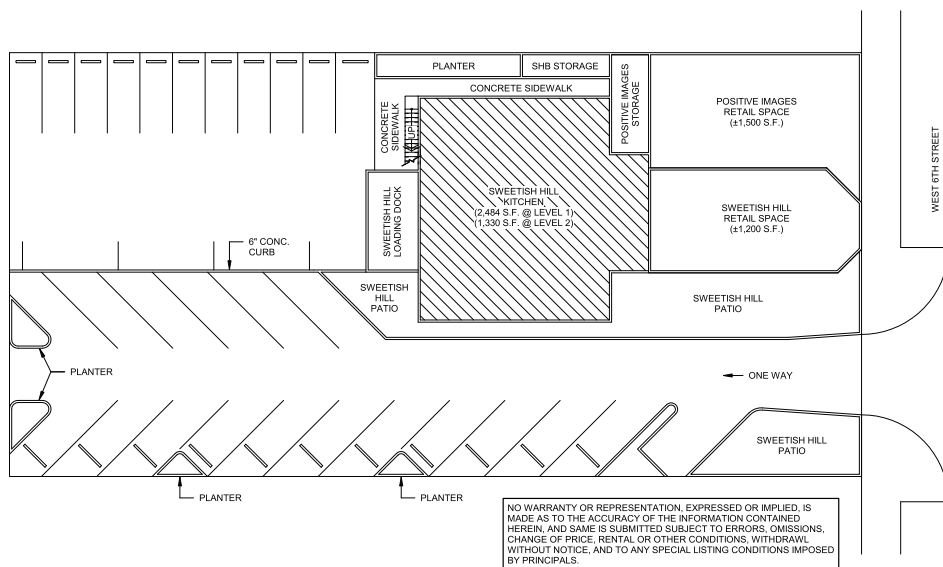 PLANTER
SHB STORAGE
CONCRETE SIDEWALK
POSITIVE IMAGES
STORAGE
POSITIVE IMAGES
RETAIL SPACE
(±1,500 S.F.)
CONCRETE
SIDEWALK
UP
WEST 6TH STREET
SWEETISH HILL
KITCHEN
(2,484 S.F. @ LEVEL 1)
(1,330 S.F. @ LEVEL 2)
SWEETISH HILL
RETAIL SPACE
(±1,200 S.F.)
SWEETISH HILL
LOADING DOCK
6" CONC.
CURB
SWEETISH
HILL
PATIO
SWEETISH HILL
PATIO
PLANTER
ONE WAY
SWEETISH HILL
PATIO
PLANTER
PLANTER
NO WARRANTY OR REPRESENTATION, EXPRESSED OR IMPLIED, IS
MADE AS TO THE ACCURACY OF THE INFORMATION CONTAINED
HEREIN, AND SAME IS SUBMITTED SUBJECT TO ERRORS, OMISSIONS,
CHANGE OF PRICE, RENTAL OR OTHER CONDITIONS, WITHDRAWL
WITHOUT NOTICE, AND TO ANY SPECIAL LISTING CONDITIONS IMPOSED
BY PRINCIPALS.